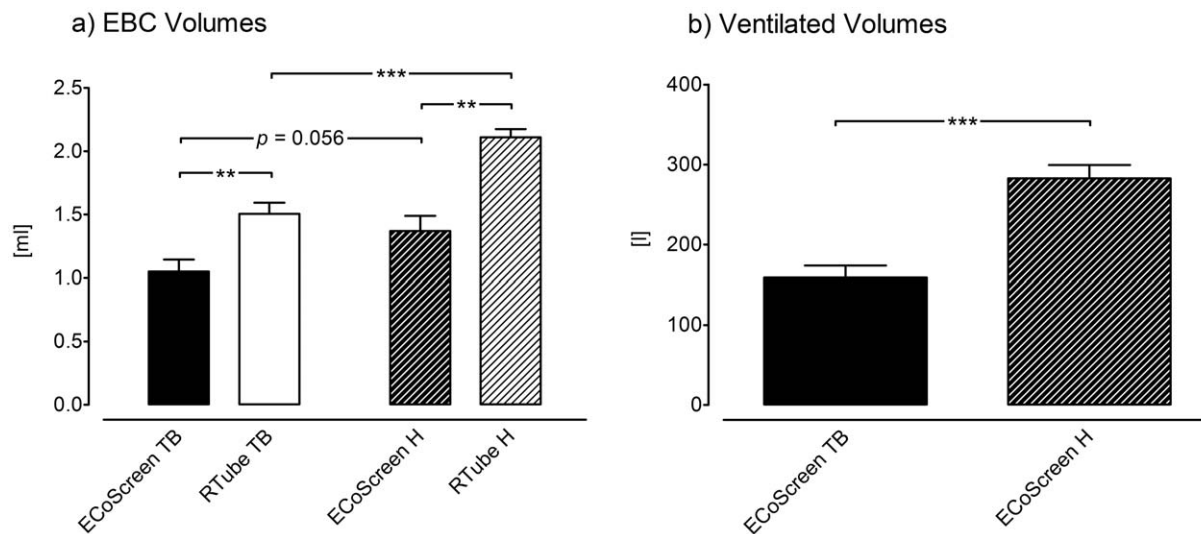 a) EBC Volumes
***
**
p = 0.056
**
2.5
2.0
1.5
1.0
0.5
0.0
[ml]
ECoScreen TB
RTube TB
ECoScreen H
RTube H
b) Ventilated Volumes
***
400
300
200
100
0
[l]
ECoScreen TB
ECoScreen H